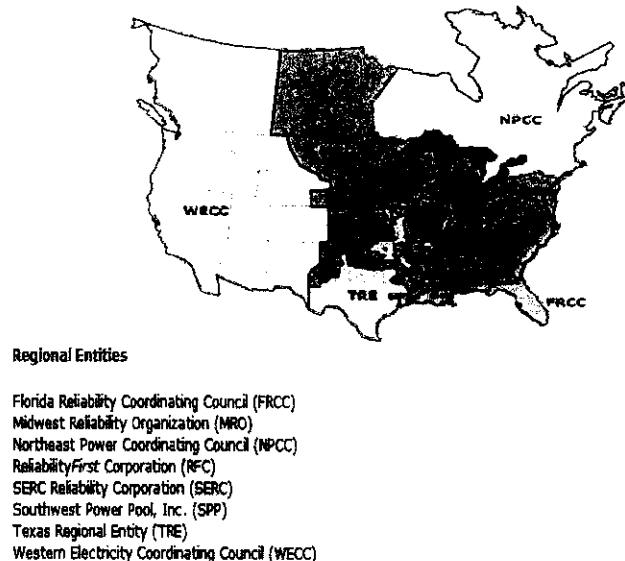 NPCC
WECC
TRE
FRCC
Regional Entities
Florida Reliability Coordinating Council (FRCC)
Midwest Reliability Organization (MRO)
Northeast Power Coordinating Council (NPCC)
ReliabilityFirst Corporation (RFC)
SERC Reliability Corporation (SERC)
Southwest Power Pool, Inc. (SPP)
Texas Regional Entity (TRE)
Western Electricity Coordinating Council (WECC)